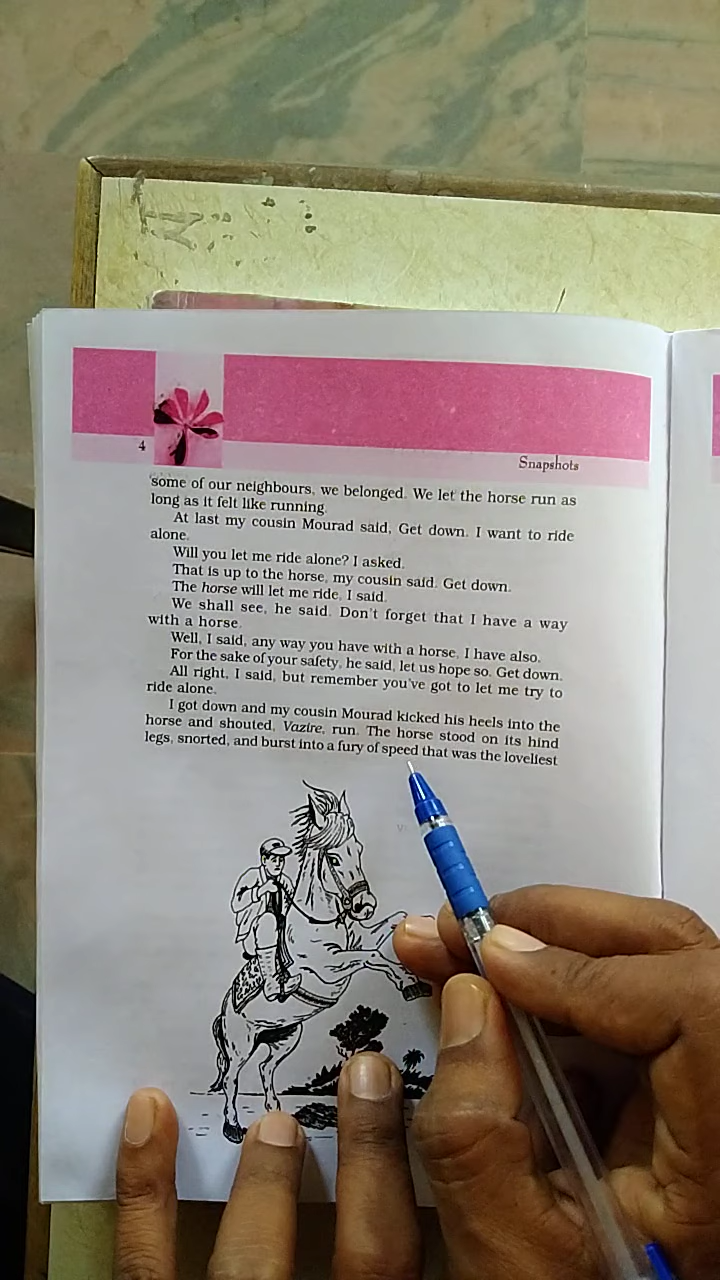 4
Snapshots
some of our neighbours, we belonged. We let the horse run as
long as it felt like running.
At last my cousin Mourad said, Get down. I want to ride
alone.
Will you let me ride alone? I asked.
That is up to the horse, my cousin said. Get down.
The horse will let me ride, I said.
We shall see, he said. Don't forget that I have a way
with a horse.
Well, I said, any way you have with a horse, I have also.
For the sake of your safety, he said, let us hope so. Get down.
All right, I said, but remember you've got to let me try to
ride alone.
I got down and my cousin Mourad kicked his heels into the
horse and shouted, Vazire, run. The horse stood on its hind
legs, snorted, and burst into a fury of speed that was the loveliest